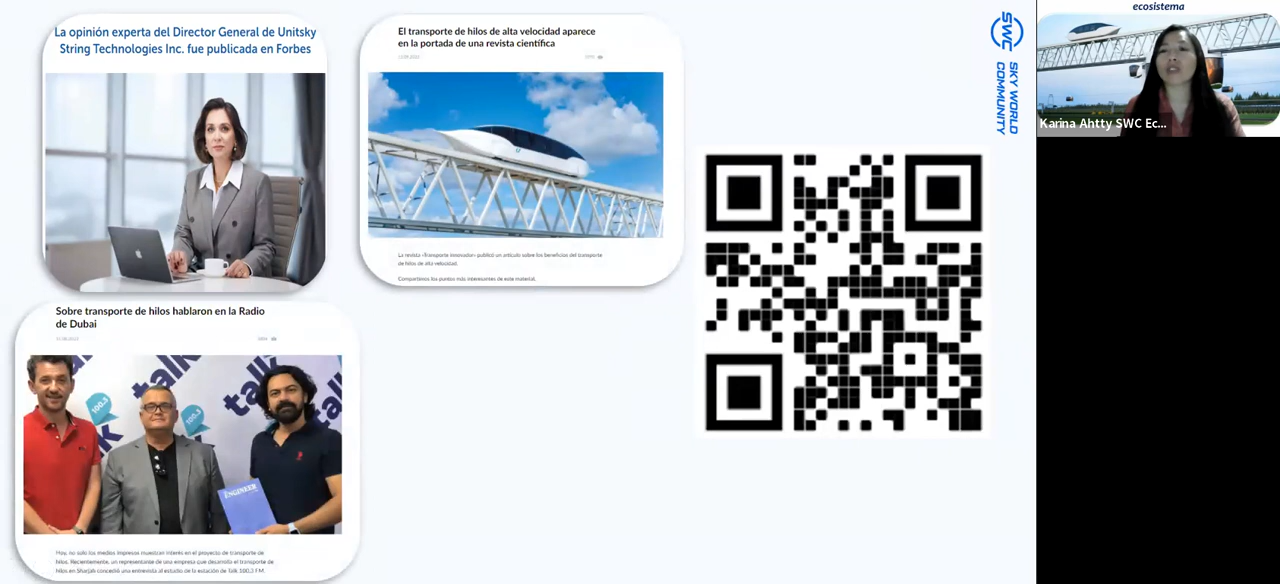 La opinión experta del Director General de Unitsky
String Technologies Inc. fue publicada en Forbes
El transporte de hilos de alta velocidad aparece
en la portada de una revista científica
La revista «Transporte innovador» publicó un artículo sobre los beneficios del transporte
de hilos de alta velocidad.
Compartimos los puntos más interesantes de este material.
SWC
SKY WORLD
COMMUNITY
ecosistema
Karina Ahtty SWC Ec...
Sobre transporte de hilos hablaron en la Radio
de Dubai
talk
100.3
ENGINEER
Hoy, no solo los medios impresos muestran interés en el proyecto de transporte de
hilos. Recientemente, un representante de una empresa que desarrolla el transporte de
hilos en Sharjah concedió una entrevista al estudio de la estación de Talk 100,3 FM.